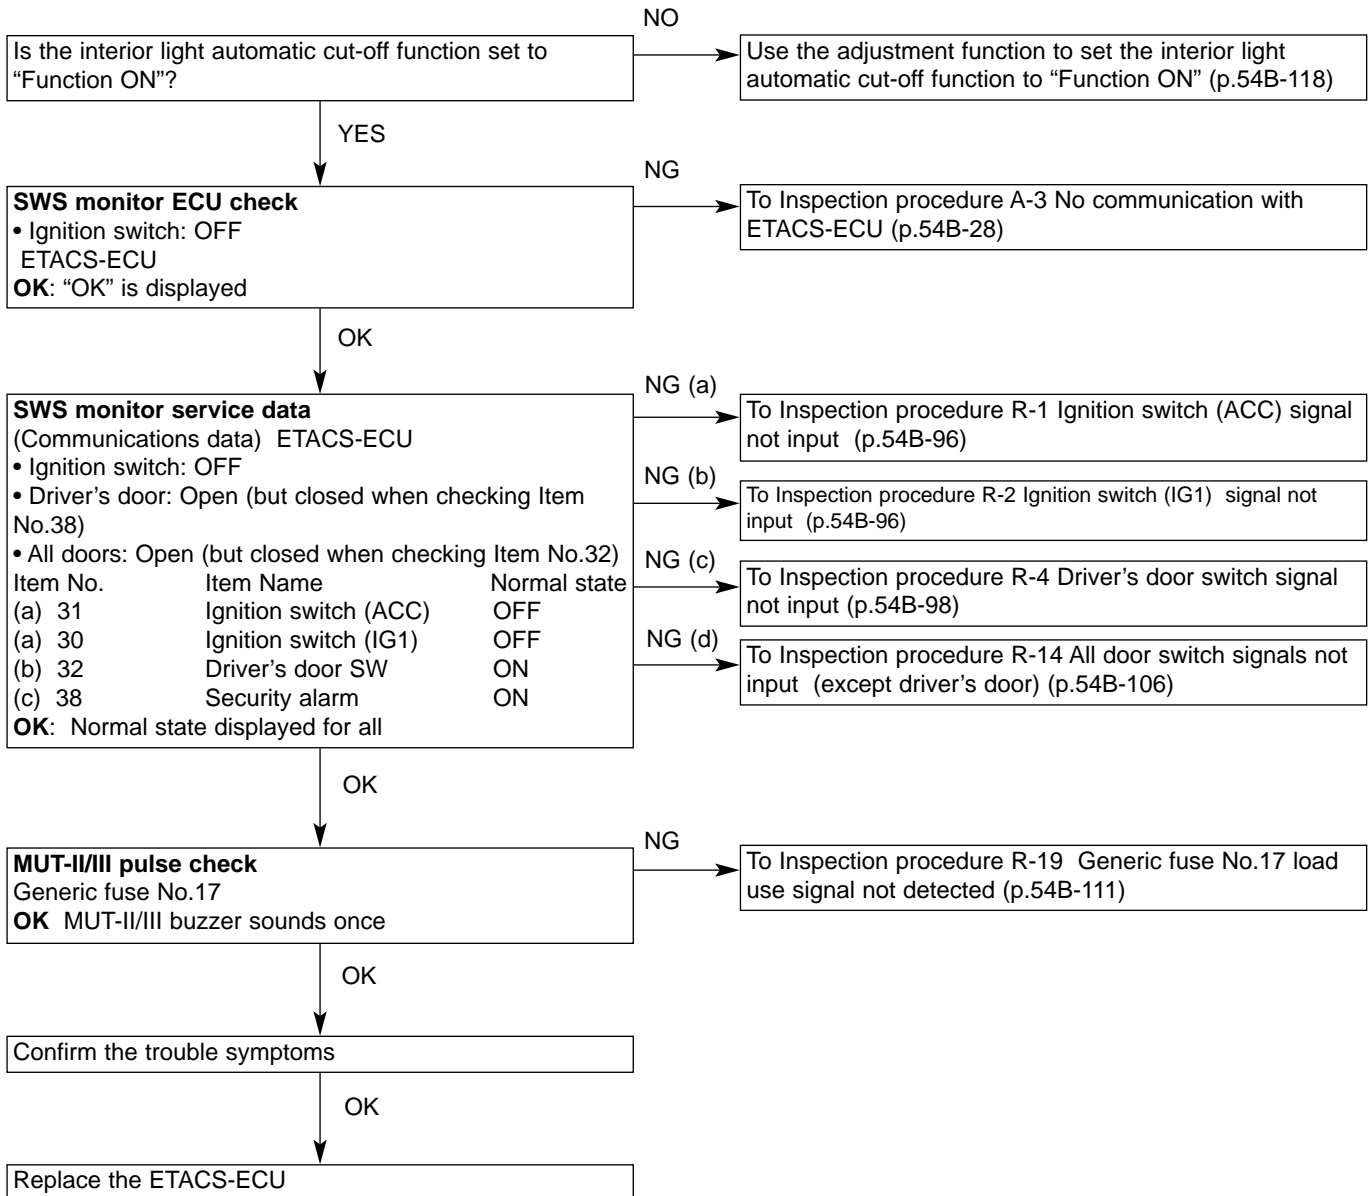 NO
Is the interior light automatic cut-off function set to
“Function ON”?
Use the adjustment function to set the interior light
automatic cut-off function to “Function ON” (p.54B-118)
YES
NG
SWS monitor ECU check
• Ignition switch: OFF
ETACS-ECU
OK: “OK” is displayed
To Inspection procedure A-3 No communication with
ETACS-ECU (p.54B-28)
OK
SWS monitor service data
(Communications data) ETACS-ECU
• Ignition switch: OFF
• Driver's door: Open (but closed when checking Item
No.38)
• All doors: Open (but closed when checking Item No.32)
Item No. Item Name Normal state
(a) 31 Ignition switch (ACC) OFF
(a) 30 Ignition switch (IG1) OFF
(b) 32 Driver's door SW ON
(c) 38 Security alarm ON
OK: Normal state displayed for all
NG (a)
To Inspection procedure R-1 Ignition switch (ACC) signal
not input (p.54B-96)
NG (b)
To Inspection procedure R-2 Ignition switch (IG1) signal not
input (p.54B-96)
NG (c)
To Inspection procedure R-4 Driver's door switch signal
not input (p.54B-98)
NG (d)
To Inspection procedure R-14 All door switch signals not
input (except driver's door) (p.54B-106)
OK
NG
MUT-II/III pulse check
Generic fuse No.17
OK MUT-II/III buzzer sounds once
To Inspection procedure R-19 Generic fuse No.17 load
use signal not detected (p.54B-111)
OK
Confirm the trouble symptoms
OK
Replace the ETACS-ECU